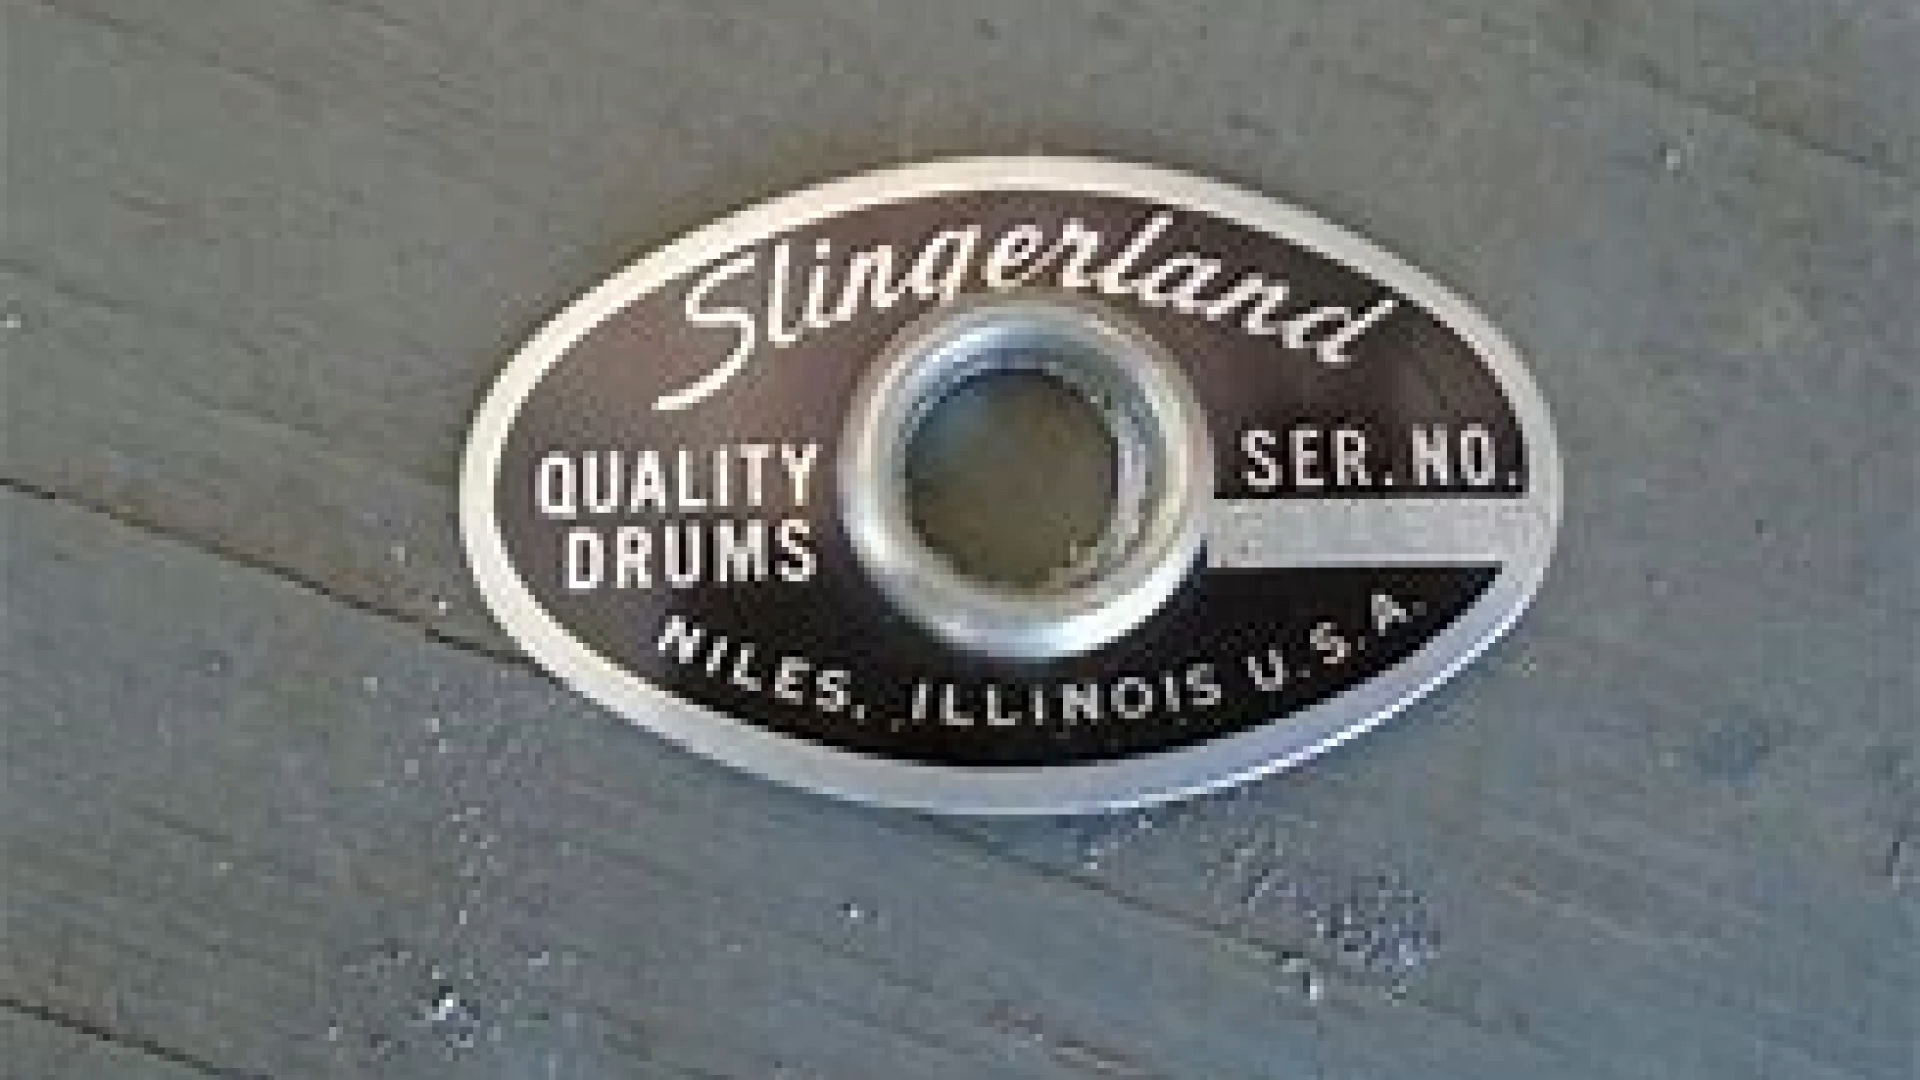 Slingerland
QUALITY
DRUMS
SER. NO.
NILES, ILLINOIS U.S.A.